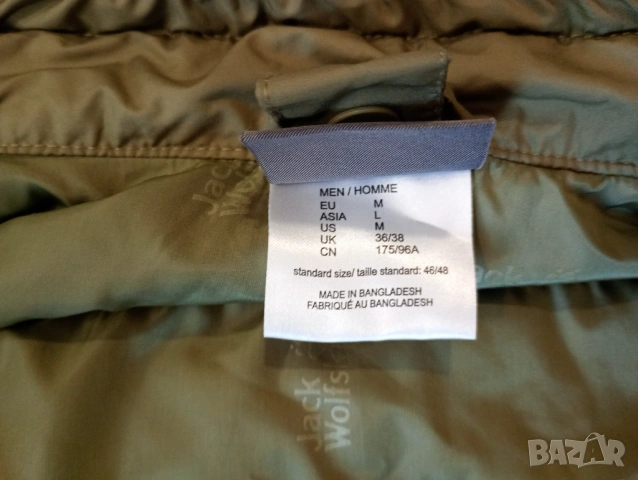 MEN / HOMME
EU M
ASIA L
US M
UK 36/38
CN 175/96A
standard size/ taille standard: 46/48
MADE IN BANGLADESH
FABRIQUÉ AU BANGLADESH
Jack
Wolfs
Jack
BAZAR